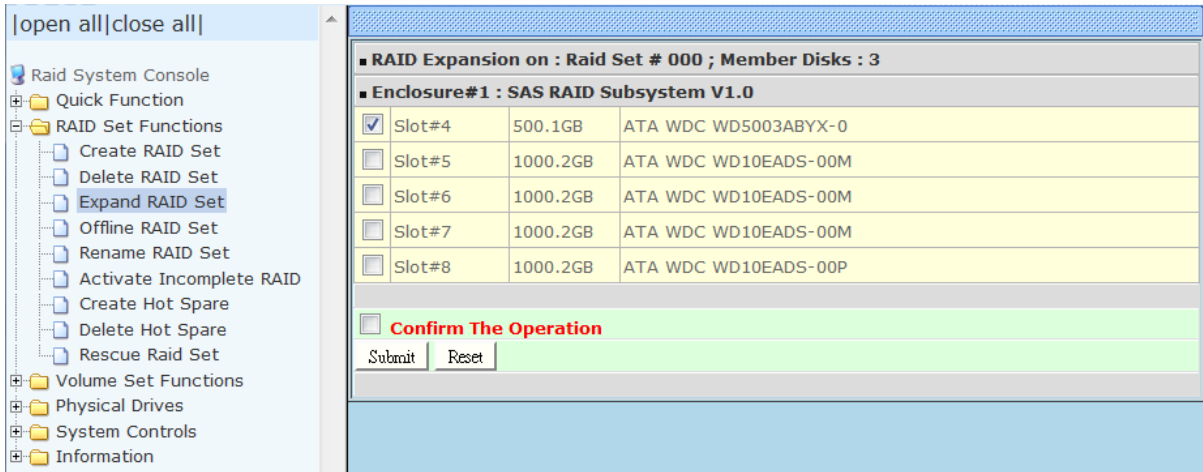 |open all|close all|
Raid System Console
Quick Function
RAID Set Functions
Create RAID Set
Delete RAID Set
Expand RAID Set
Offline RAID Set
Rename RAID Set
Activate Incomplete RAID
Create Hot Spare
Delete Hot Spare
Rescue Raid Set
Volume Set Functions
Physical Drives
System Controls
Information
RAID Expansion on : Raid Set # 000 ; Member Disks : 3
Enclosure#1 : SAS RAID Subsystem V1.0
Slot#4 500.1GB ATA WDC WD5003ABYX-0
Slot#5 1000.2GB ATA WDC WD10EADS-00M
Slot#6 1000.2GB ATA WDC WD10EADS-00M
Slot#7 1000.2GB ATA WDC WD10EADS-00M
Slot#8 1000.2GB ATA WDC WD10EADS-00P
Confirm The Operation
Submit Reset